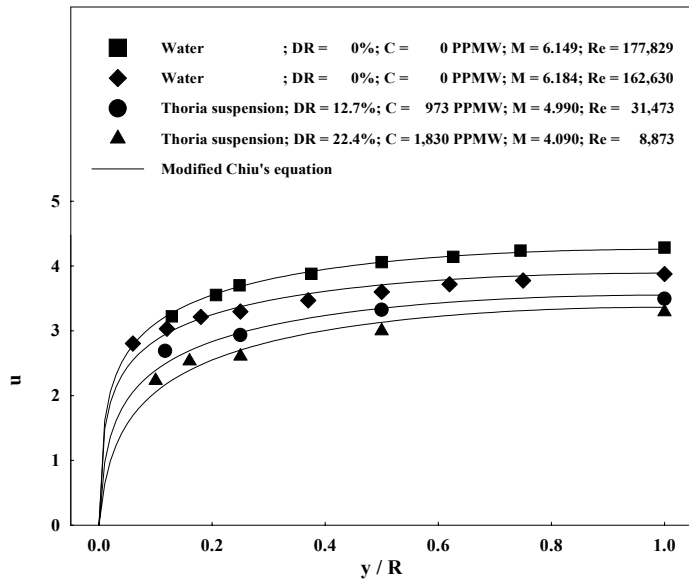 Water ; DR = 0%; C = 0 PPMW; M = 6.149; Re = 177,829
Water ; DR = 0%; C = 0 PPMW; M = 6.184; Re = 162,630
Thoria suspension; DR = 12.7%; C = 973 PPMW; M = 4.990; Re = 31,473
Thoria suspension; DR = 22.4%; C = 1,830 PPMW; M = 4.090; Re = 8,873
Modified Chiu's equation
5
4
3
2
1
0
u
0.0 0.2 0.4 0.6 0.8 1.0
y / R